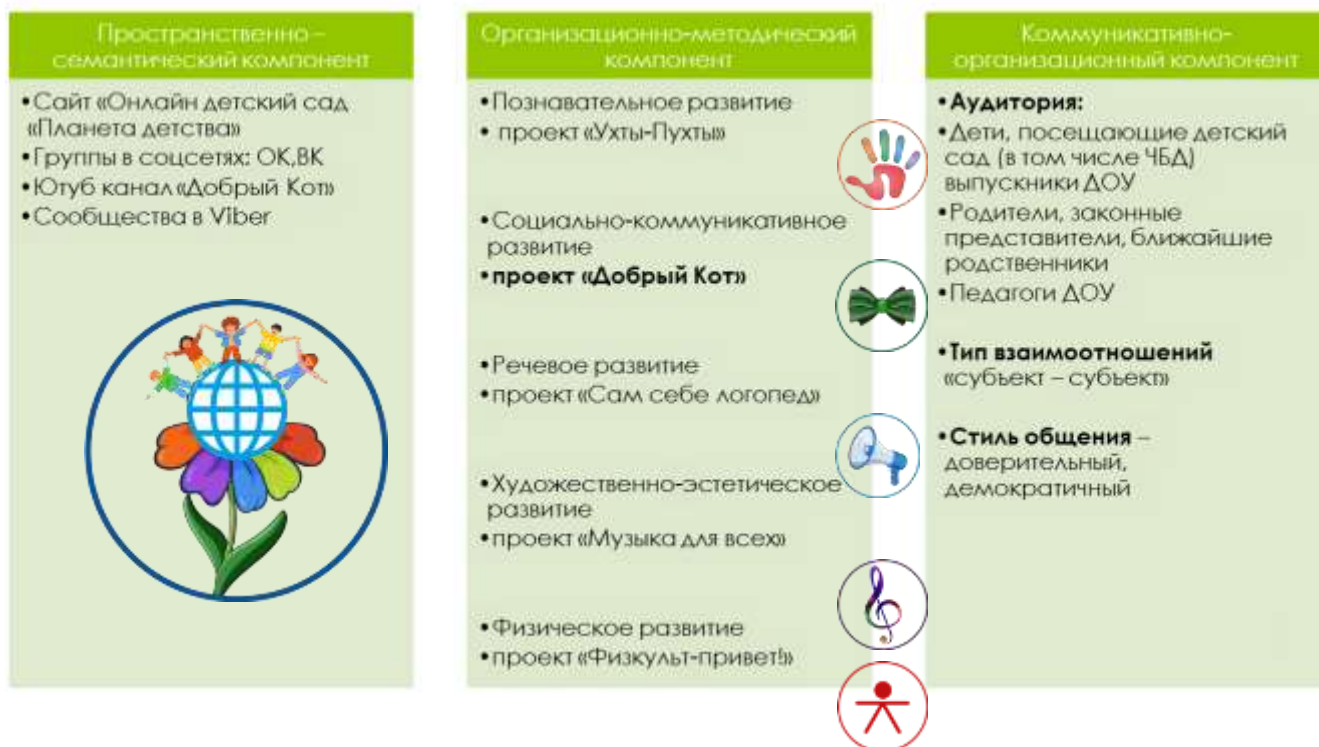 Пространственно –
семантический компонент
•Сайт «Онлайн детский сад
«Планета детства»
•Группы в соцсетях: ОК,ВК
•Ютуб канал «Добрый Кот»
•Сообщества в Viber
Организационно-методический
компонент
•Познавательное развитие
• проект «Ухты-Пухты»
•Социально-коммуникативное
развитие
•проект «Добрый Кот»
•Речевое развитие
•проект «Сам себе логопед»
•Художественно-эстетическое
развитие
•проект «Музыка для всех»
•Физическое развитие
•проект «Физкульт-привет!»
Коммуникативно-
организационный компонент
•Аудитория:
•Дети, посещающие детский
сад (в том числе ЧБД)
выпускники ДОУ
•Родители, законные
представители, ближайшие
родственники
•Педагоги ДОУ
•Тип взаимоотношений
«субъект – субъект»
•Стиль общения –
доверительный,
демократичный